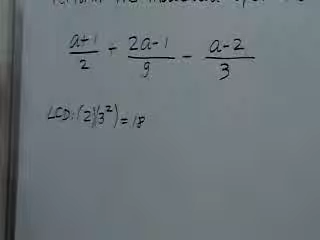 (a+1)/2 + (2a-1)/9 - (a-2)/3
LCD: (2)(3²) = 18